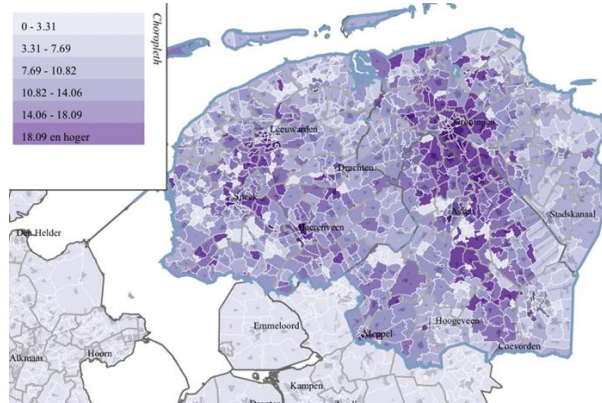 Choropleth
0 - 3.31
3.31 - 7.69
7.69 - 10.82
10.82 - 14.06
14.06 - 18.09
18.09 en hoger
Groningen
Leeuwarden
Drachten
Sneek
Assen
Stadskanaal
Heerenveen
Den Helder
Emmeloord
Hoogeveen
Meppel
Coevorden
Hoorn
Alkmaar
Kampen